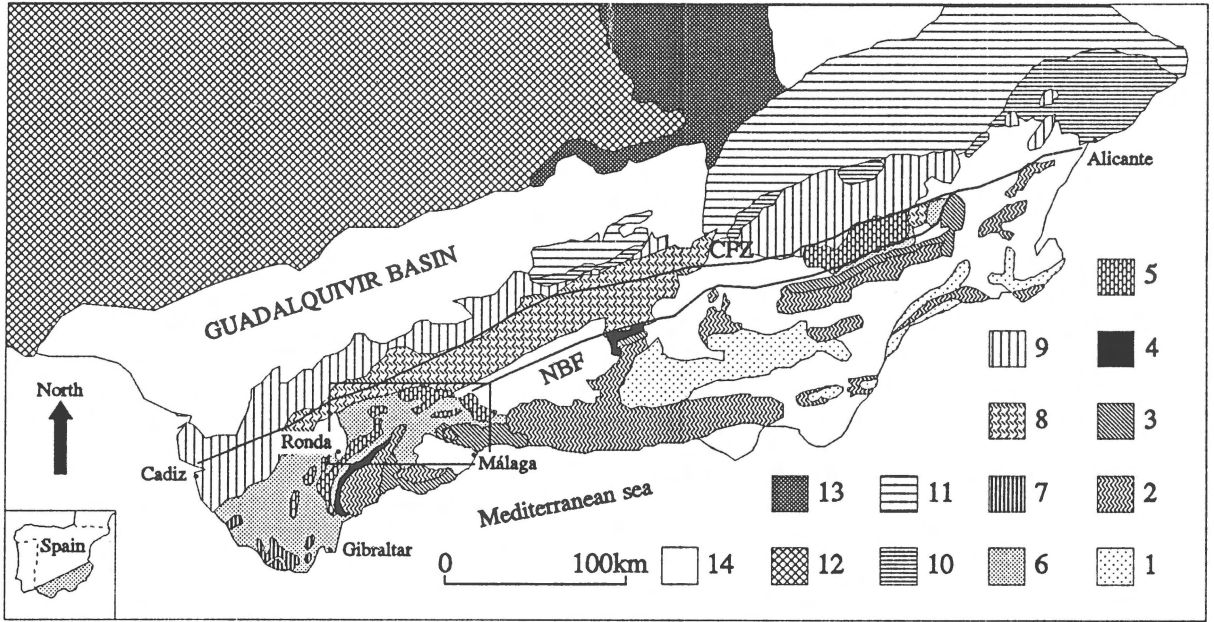 Alicante
CPZ
GUADALQUIVIR BASIN
5
9
4
NBF
North
8
3
Ronda
Cadiz
Málaga
Mediterranean sea
13
11
7
2
Spain
Gibraltar
0 100km
14
12
10
6
1